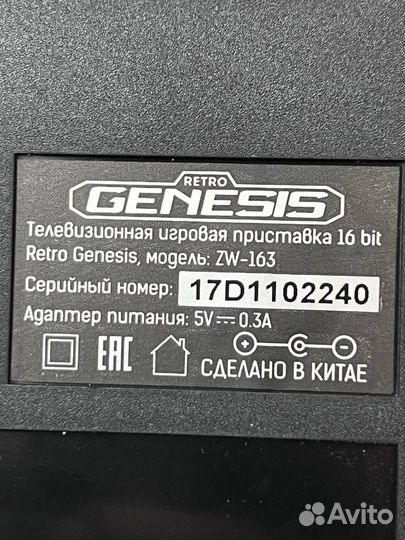 RETRO
GENESIS
Телевизионная игровая приставка 16 bit
Retro Genesis, модель: ZW-163
Серийный номер: 17D1102240
Адаптер питания: 5V⎓0.3A
EAC
СДЕЛАНО В КИТАЕ
Avito